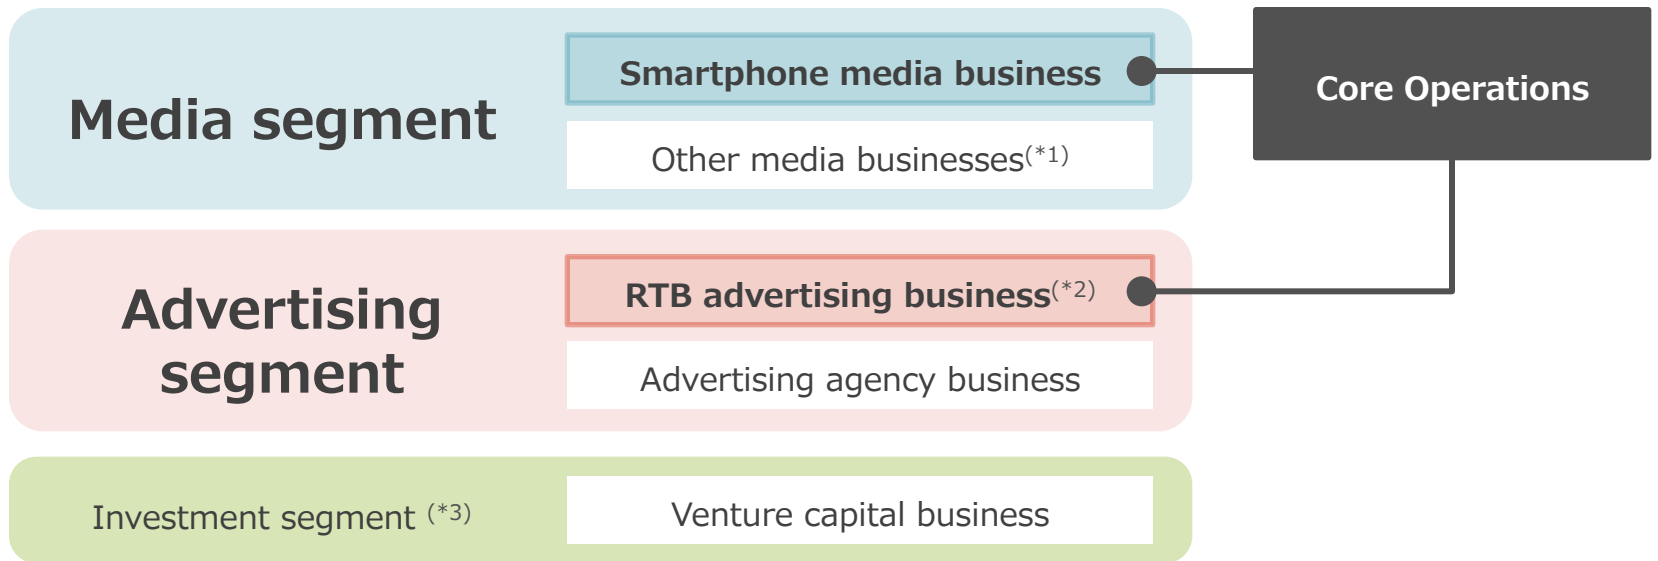 Media segment
Smartphone media business
Other media businesses(*1)
Core Operations
Advertising
segment
RTB advertising business(*2)
Advertising agency business
Investment segment (*3)
Venture capital business